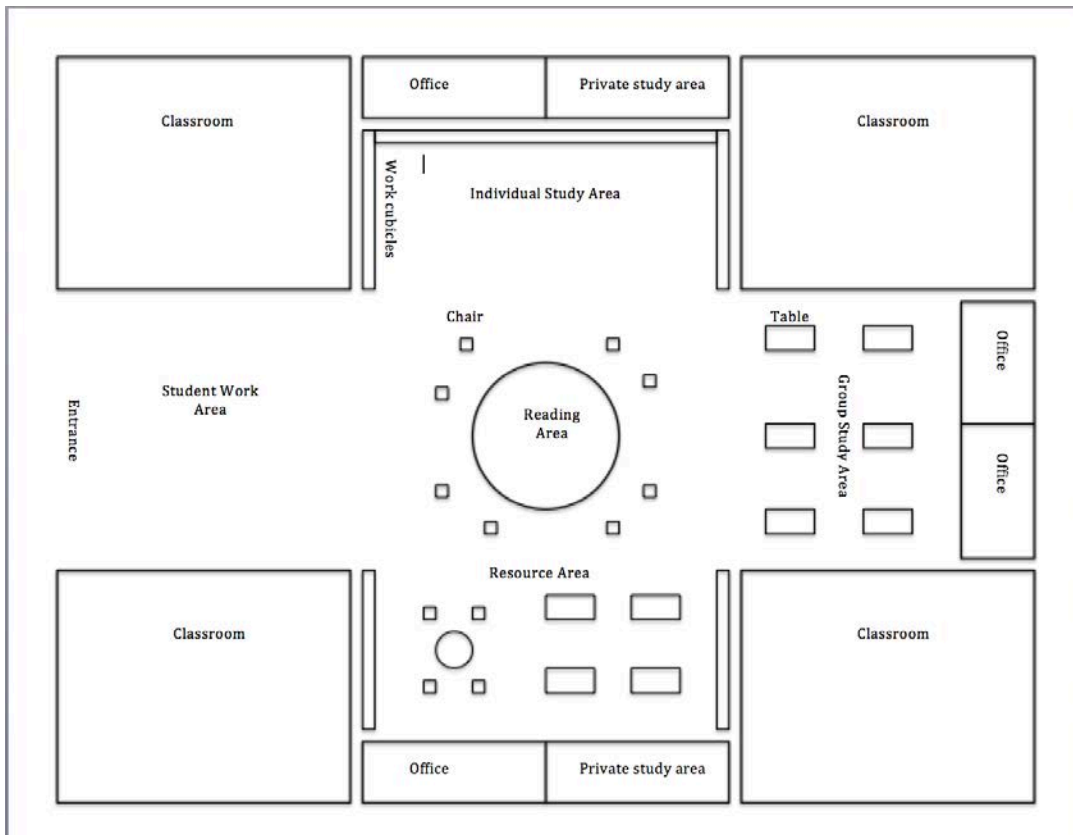 Office
Private study area
Classroom
Classroom
Work cubicles
Individual Study Area
Chair
Table
Office
Student Work
Area
Entrance
Reading
Area
Group Study Area
Office
Resource Area
Classroom
Classroom
Office
Private study area